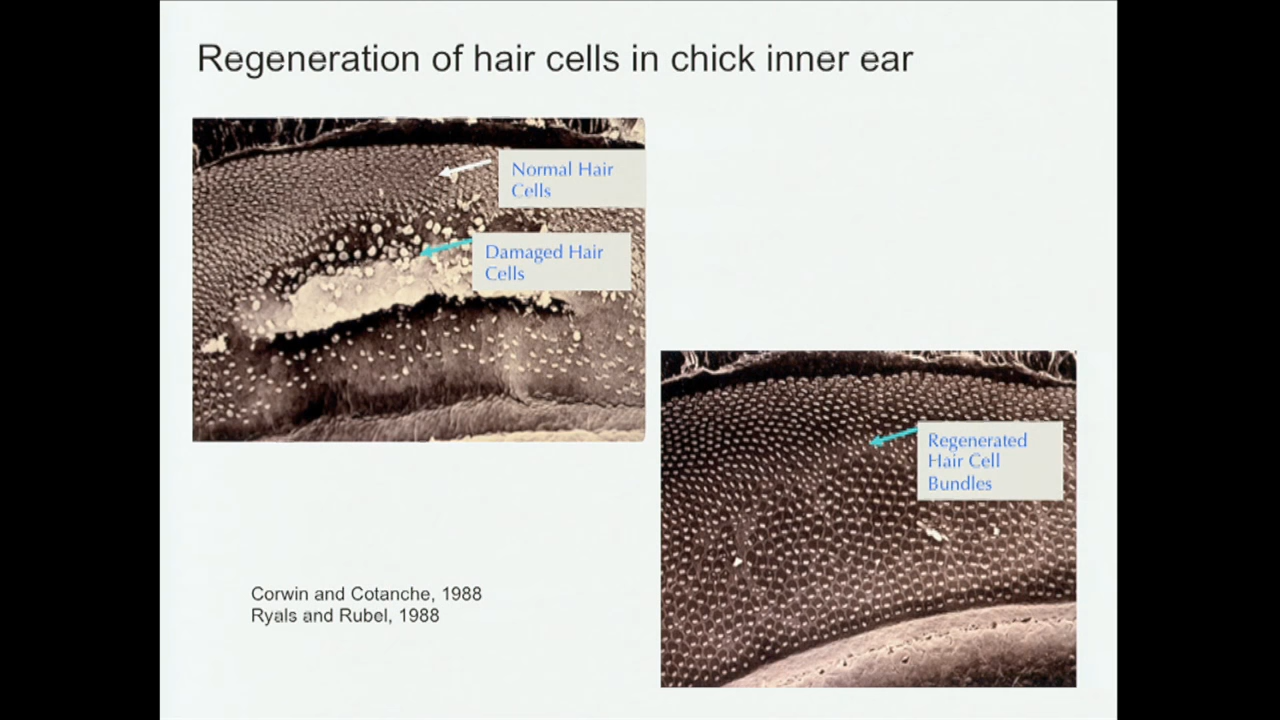 Regeneration of hair cells in chick inner ear
Normal Hair
Cells
Damaged Hair
Cells
Regenerated
Hair Cell
Bundles
Corwin and Cotanche, 1988
Ryals and Rubel, 1988